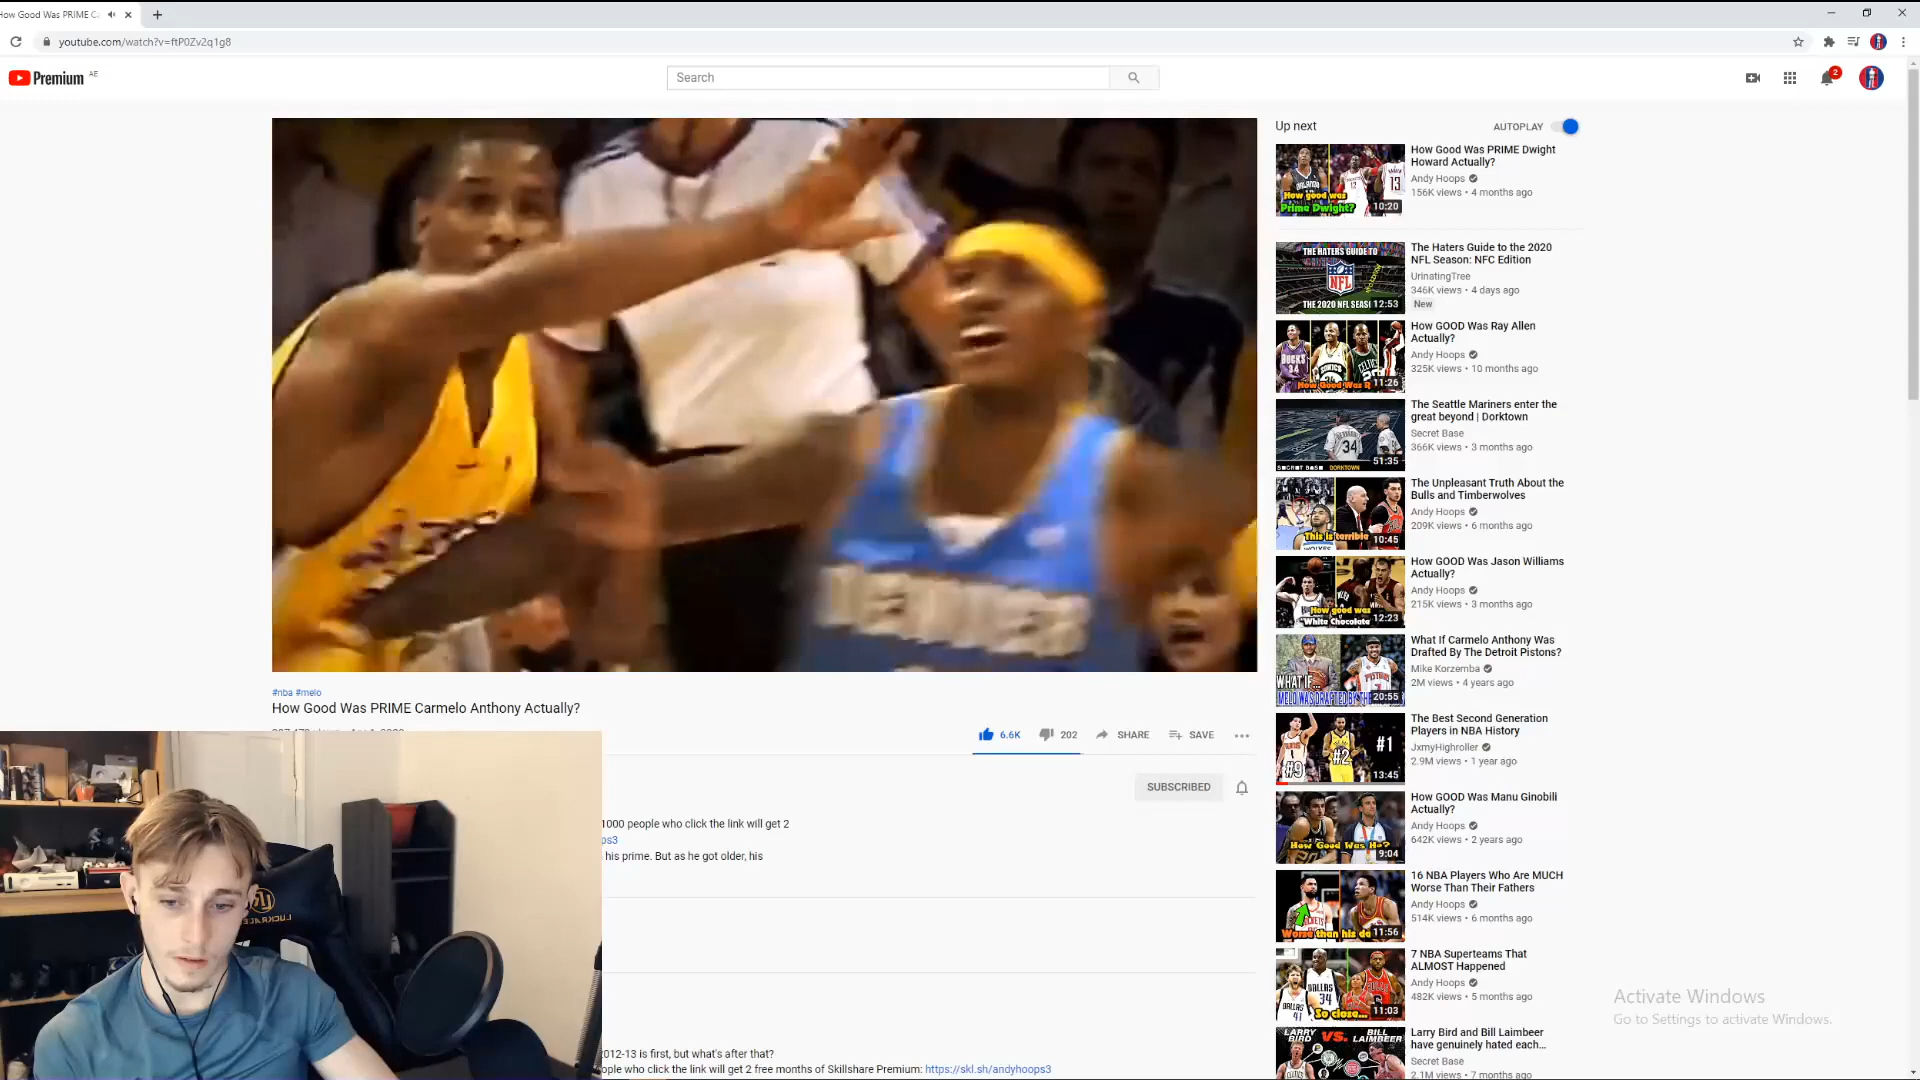 How Good Was PRIME Ca
youtube.com/watch?v=ftP0Zv2q1g8
Premium AE
Search
2
#nba #melo
How Good Was PRIME Carmelo Anthony Actually?
6.6K
202
SHARE
SAVE
SUBSCRIBED
1000 people who click the link will get 2
ps3
his prime. But as he got older, his
2012-13 is first, but what's after that?
ople who click the link will get 2 free months of Skillshare Premium: https://skl.sh/andyhoops3
Up next
AUTOPLAY
How good was
Prime Dwight?
10:20
How Good Was PRIME Dwight
Howard Actually?
Andy Hoops
156K views • 4 months ago
THE HATERS GUIDE TO
NFL
THE 2020 NFL SEAS
12:53
The Haters Guide to the 2020
NFL Season: NFC Edition
UrinatingTree
346K views • 4 days ago
New
11:26
How GOOD Was Ray Allen
Actually?
Andy Hoops
325K views • 10 months ago
34
SECRET BASE DORKTOWN
51:35
The Seattle Mariners enter the
great beyond | Dorktown
Secret Base
366K views • 3 months ago
This is terrible
10:45
The Unpleasant Truth About the
Bulls and Timberwolves
Andy Hoops
209K views • 6 months ago
How good was
"White Chocolate
12:23
How GOOD Was Jason Williams
Actually?
Andy Hoops
215K views • 3 months ago
WHAT IF..
MELO WAS DRAFTED BY THE
20:55
What If Carmelo Anthony Was
Drafted By The Detroit Pistons?
Mike Korzemba
2M views • 4 years ago
#9
#2
#1
13:45
The Best Second Generation
Players in NBA History
JxmyHighroller
2.9M views • 1 year ago
How Good Was He?
9:04
How GOOD Was Manu Ginobili
Actually?
Andy Hoops
642K views • 2 years ago
Worse than his da
11:56
16 NBA Players Who Are MUCH
Worse Than Their Fathers
Andy Hoops
514K views • 6 months ago
DALLAS
34
DALLAS
41
So close...
11:03
7 NBA Superteams That
ALMOST Happened
Andy Hoops
482K views • 5 months ago
LARRY
BIRD
VS.
BILL
LAIMBEER
Larry Bird and Bill Laimbeer
have genuinely hated each...
Secret Base
2.1M views • 7 months ago
Activate Windows
Go to Settings to activate Windows.